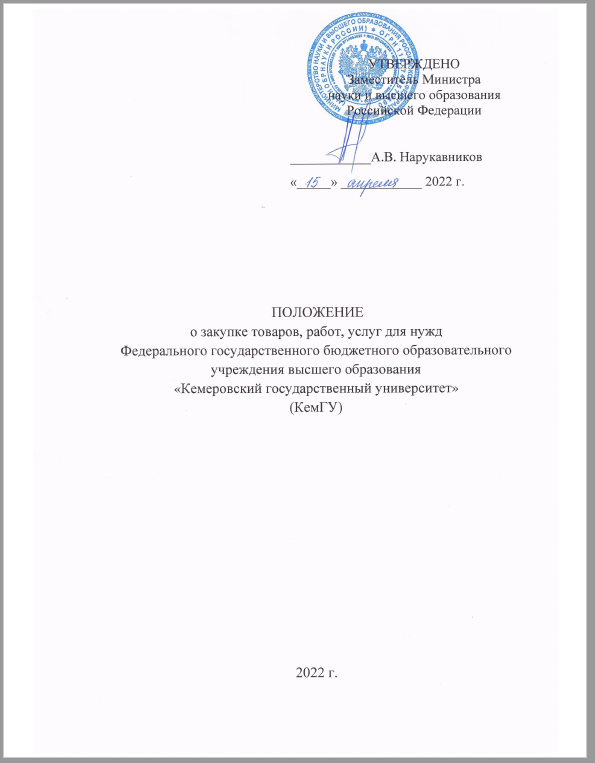 УТВЕРЖДЕНО
Заместитель Министра
науки и высшего образования
Российской Федерации
______________А.В. Нарукавников
«15» апреля 2022 г.
ПОЛОЖЕНИЕ
о закупке товаров, работ, услуг для нужд
Федерального государственного бюджетного образовательного
учреждения высшего образования
«Кемеровский государственный университет»
(КемГУ)
2022 г.